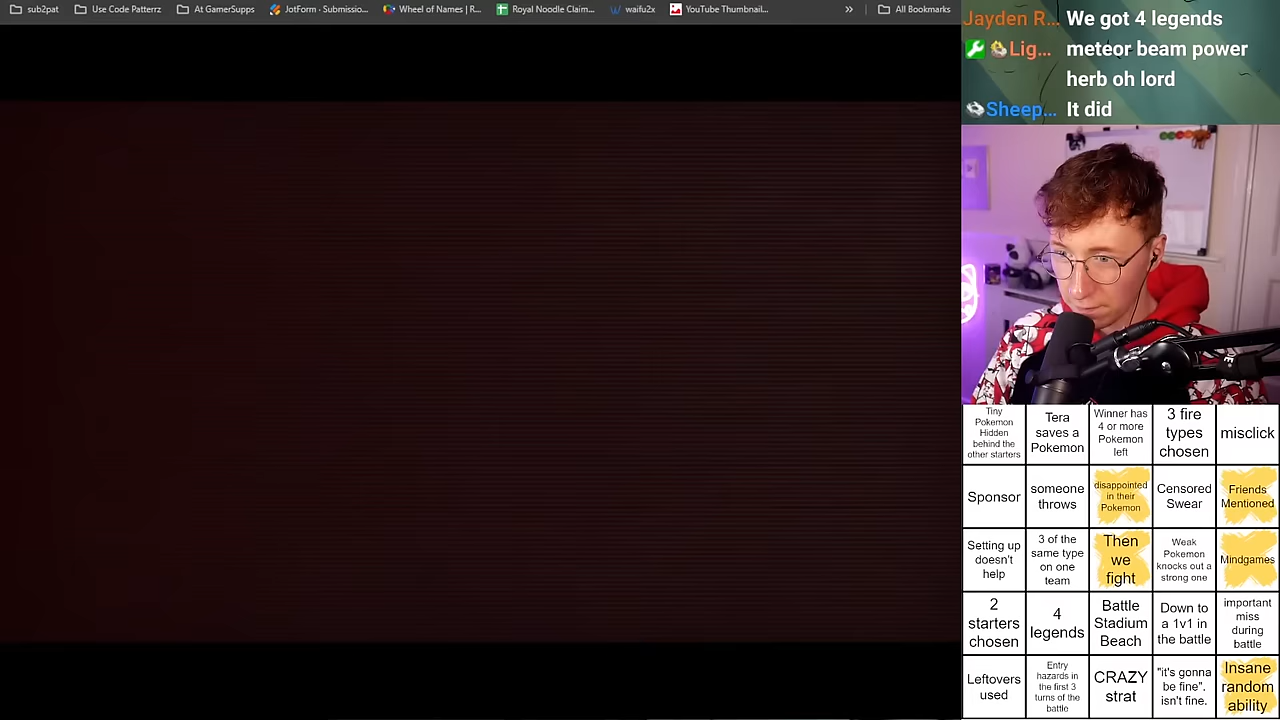 sub2pat
Use Code Patterrz
At GamerSupps
JotForm - Submissio...
Wheel of Names | R...
Royal Noodle Claim...
waifu2x
YouTube Thumbnail...
»
All Bookmarks
Jayden R... We got 4 legends
Lig... meteor beam power
herb oh lord
Sheep... It did
Tiny
Pokemon
Hidden
behind the
other starters
Tera
saves a
Pokemon
Winner has
4 or more
Pokemon
left
3 fire
types
chosen
misclick
Sponsor
someone
throws
disappointed
in their
Pokemon
Censored
Swear
Friends
Mentioned
Setting up
doesn't
help
3 of the
same type
on one
team
Then
we
fight
Weak
Pokemon
knocks out a
strong one
Mindgames
2
starters
chosen
4
legends
Battle
Stadium
Beach
Down to
a 1v1 in
the battle
important
miss
during
battle
Leftovers
used
Entry
hazards in
the first 3
turns of the
battle
CRAZY
strat
"it's gonna
be fine".
isn't fine.
Insane
random
ability